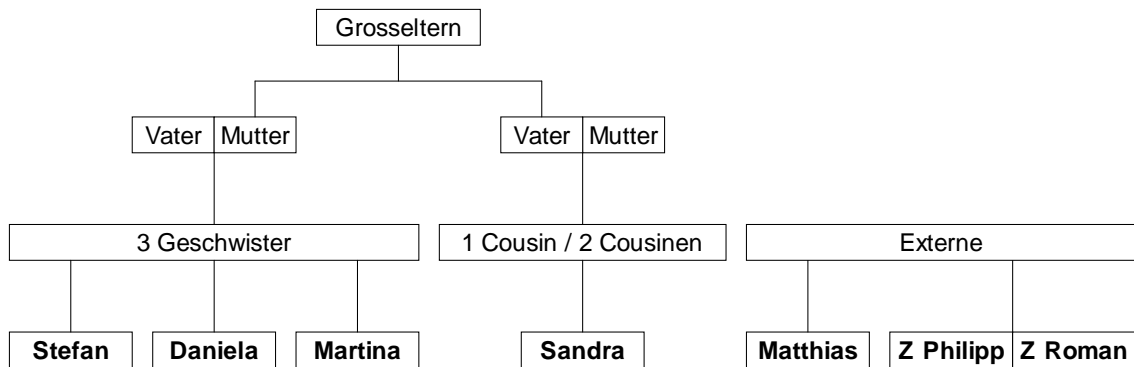 Grosseltern
Vater Mutter Vater Mutter
3 Geschwister 1 Cousin / 2 Cousinen Externe
Stefan Daniela Martina Sandra Matthias Z Philipp Z Roman